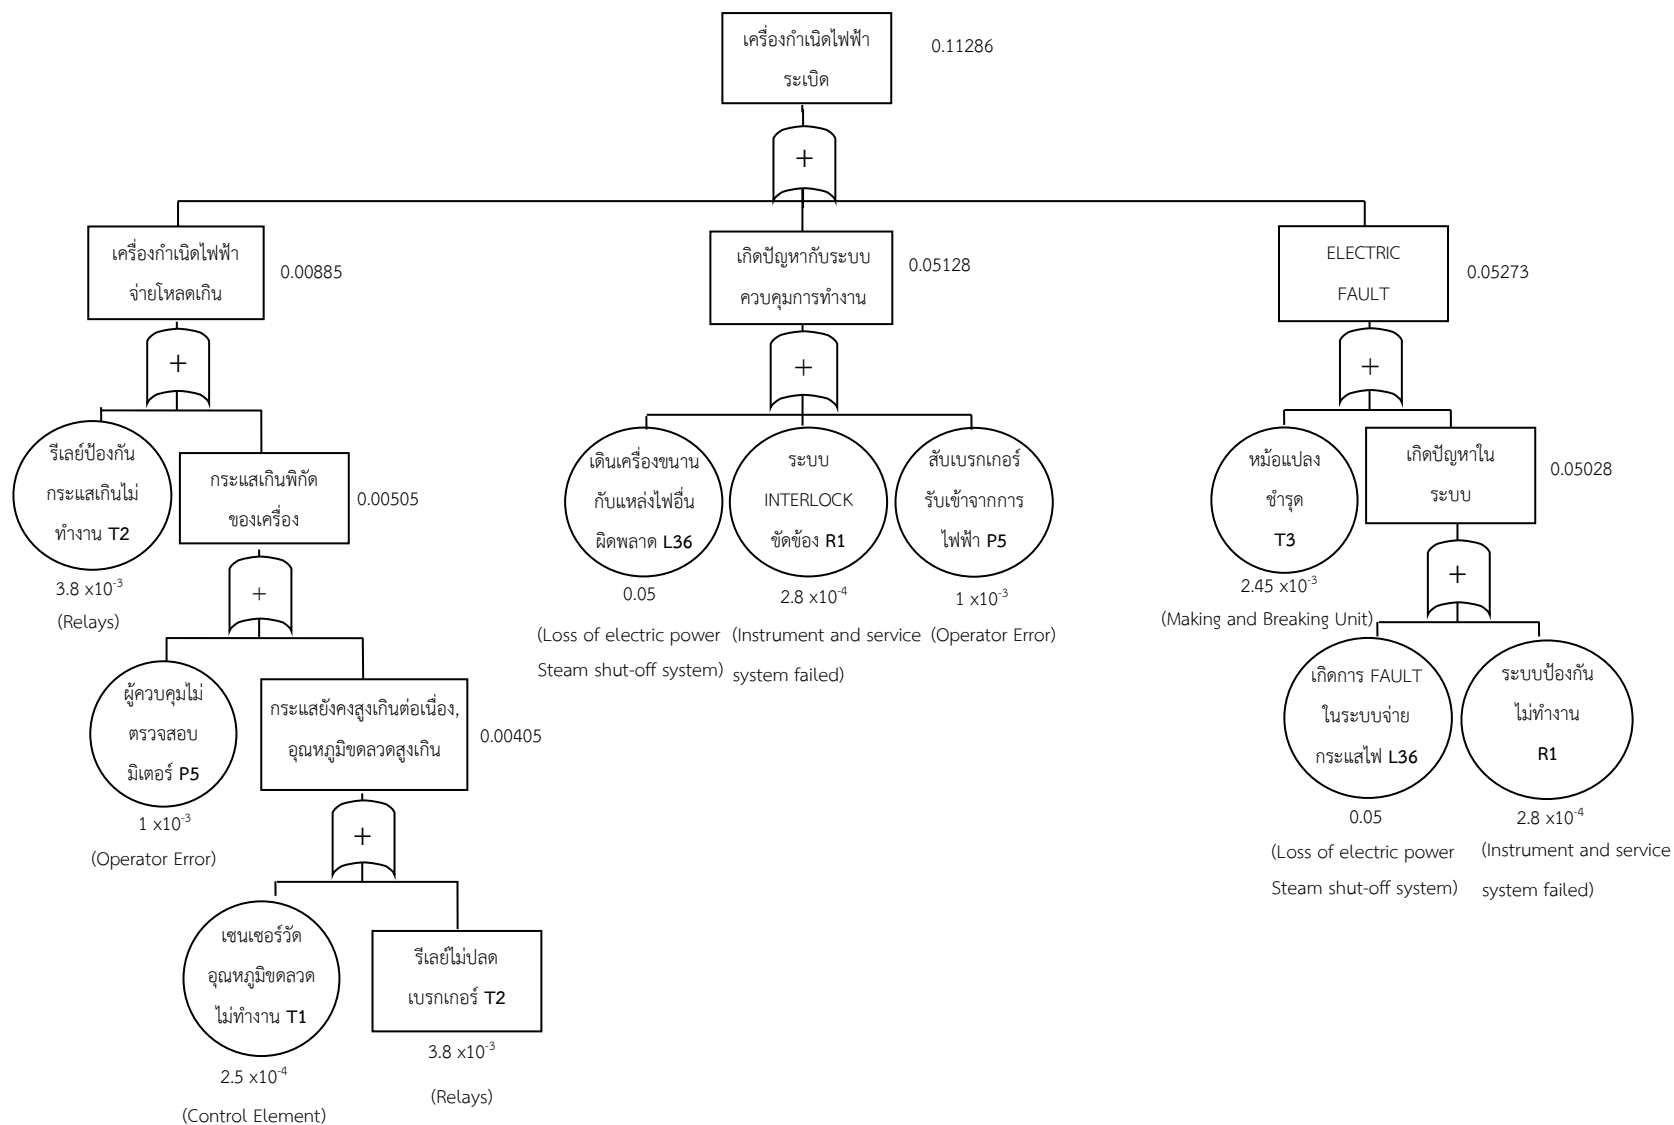 เครื่องกำเนิดไฟฟ้า
ระเบิด
0.11286
+
เครื่องกำเนิดไฟฟ้า
จ่ายโหลดเกิน
0.00885
เกิดปัญหากับระบบ
ควบคุมการทำงาน
0.05128
ELECTRIC
FAULT
0.05273
+
+
+
รีเลย์ป้องกัน
กระแสเกินไม่
ทำงาน T2
3.8 x10⁻³
(Relays)
กระแสเกินพิกัด
ของเครื่อง
0.00505
เดินเครื่องขนาน
กับแหล่งไฟอื่น
ผิดพลาด L36
0.05
(Loss of electric power
Steam shut-off system)
ระบบ
INTERLOCK
ขัดข้อง R1
2.8 x10⁻⁴
(Instrument and service
system failed)
สับเบรกเกอร์
รับเข้าจากการ
ไฟฟ้า P5
1 x10⁻³
(Operator Error)
หม้อแปลง
ชำรุด
T3
2.45 x10⁻³
(Making and Breaking Unit)
เกิดปัญหาใน
ระบบ
0.05028
+
+
ผู้ควบคุมไม่
ตรวจสอบ
มิเตอร์ P5
1 x10⁻³
(Operator Error)
กระแสยังคงสูงเกินต่อเนื่อง,
อุณหภูมิขดลวดสูงเกิน
0.00405
เกิดการ FAULT
ในระบบจ่าย
กระแสไฟ L36
0.05
(Loss of electric power
Steam shut-off system)
ระบบป้องกัน
ไม่ทำงาน
R1
2.8 x10⁻⁴
(Instrument and service
system failed)
+
เซนเซอร์วัด
อุณหภูมิขดลวด
ไม่ทำงาน T1
2.5 x10⁻⁴
(Control Element)
รีเลย์ไม่ปลด
เบรกเกอร์ T2
3.8 x10⁻³
(Relays)